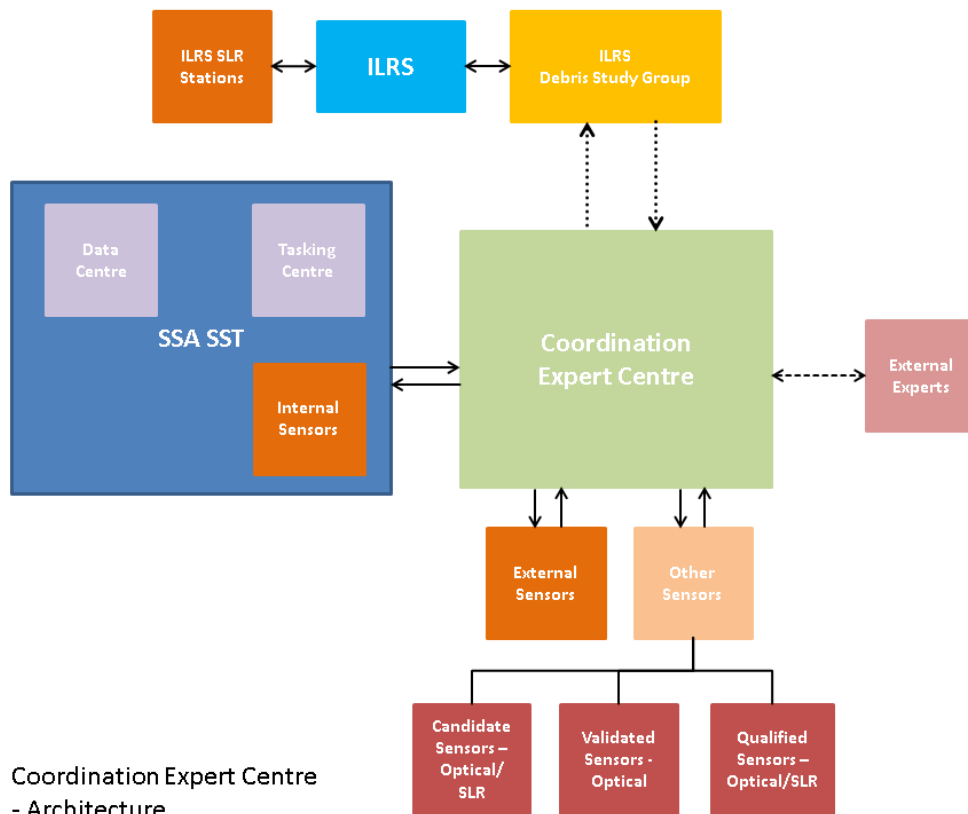 ILRS SLR
Stations
ILRS
ILRS
Debris Study Group
Data
Centre
Tasking
Centre
SSA SST
Internal
Sensors
Coordination
Expert Centre
External
Experts
External
Sensors
Other
Sensors
Candidate
Sensors –
Optical/
SLR
Validated
Sensors -
Optical
Qualified
Sensors –
Optical/SLR
Coordination Expert Centre
- Architecture